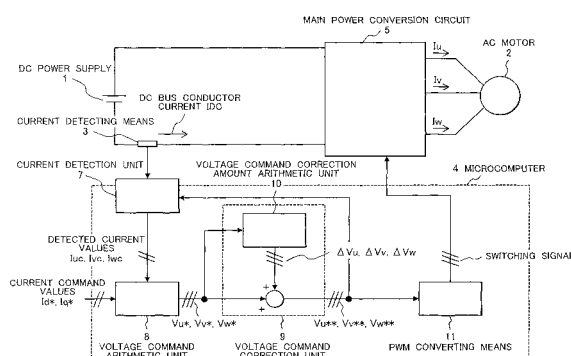 MAIN POWER CONVERSION CIRCUIT
5
Iu
AC MOTOR
2
DC POWER SUPPLY
1
DC BUS CONDUCTOR
CURRENT IDC
Iv
Iw
CURRENT DETECTING MEANS
3
CURRENT DETECTION UNIT
7
VOLTAGE COMMAND CORRECTION
AMOUNT ARITHMETIC UNIT
10
4 MICROCOMPUTER
DETECTED CURRENT
VALUES
Iuc, Ivc, Iwc
ΔVu, ΔVv, ΔVw
SWITCHING SIGNAL
CURRENT COMMAND
VALUES
Id*, Iq*
+
+
Vu*, Vv*, Vw*
Vu**, Vv**, Vw**
8
9
11
VOLTAGE COMMAND
ARITHMETIC UNIT
VOLTAGE COMMAND
CORRECTION UNIT
PWM CONVERTING MEANS